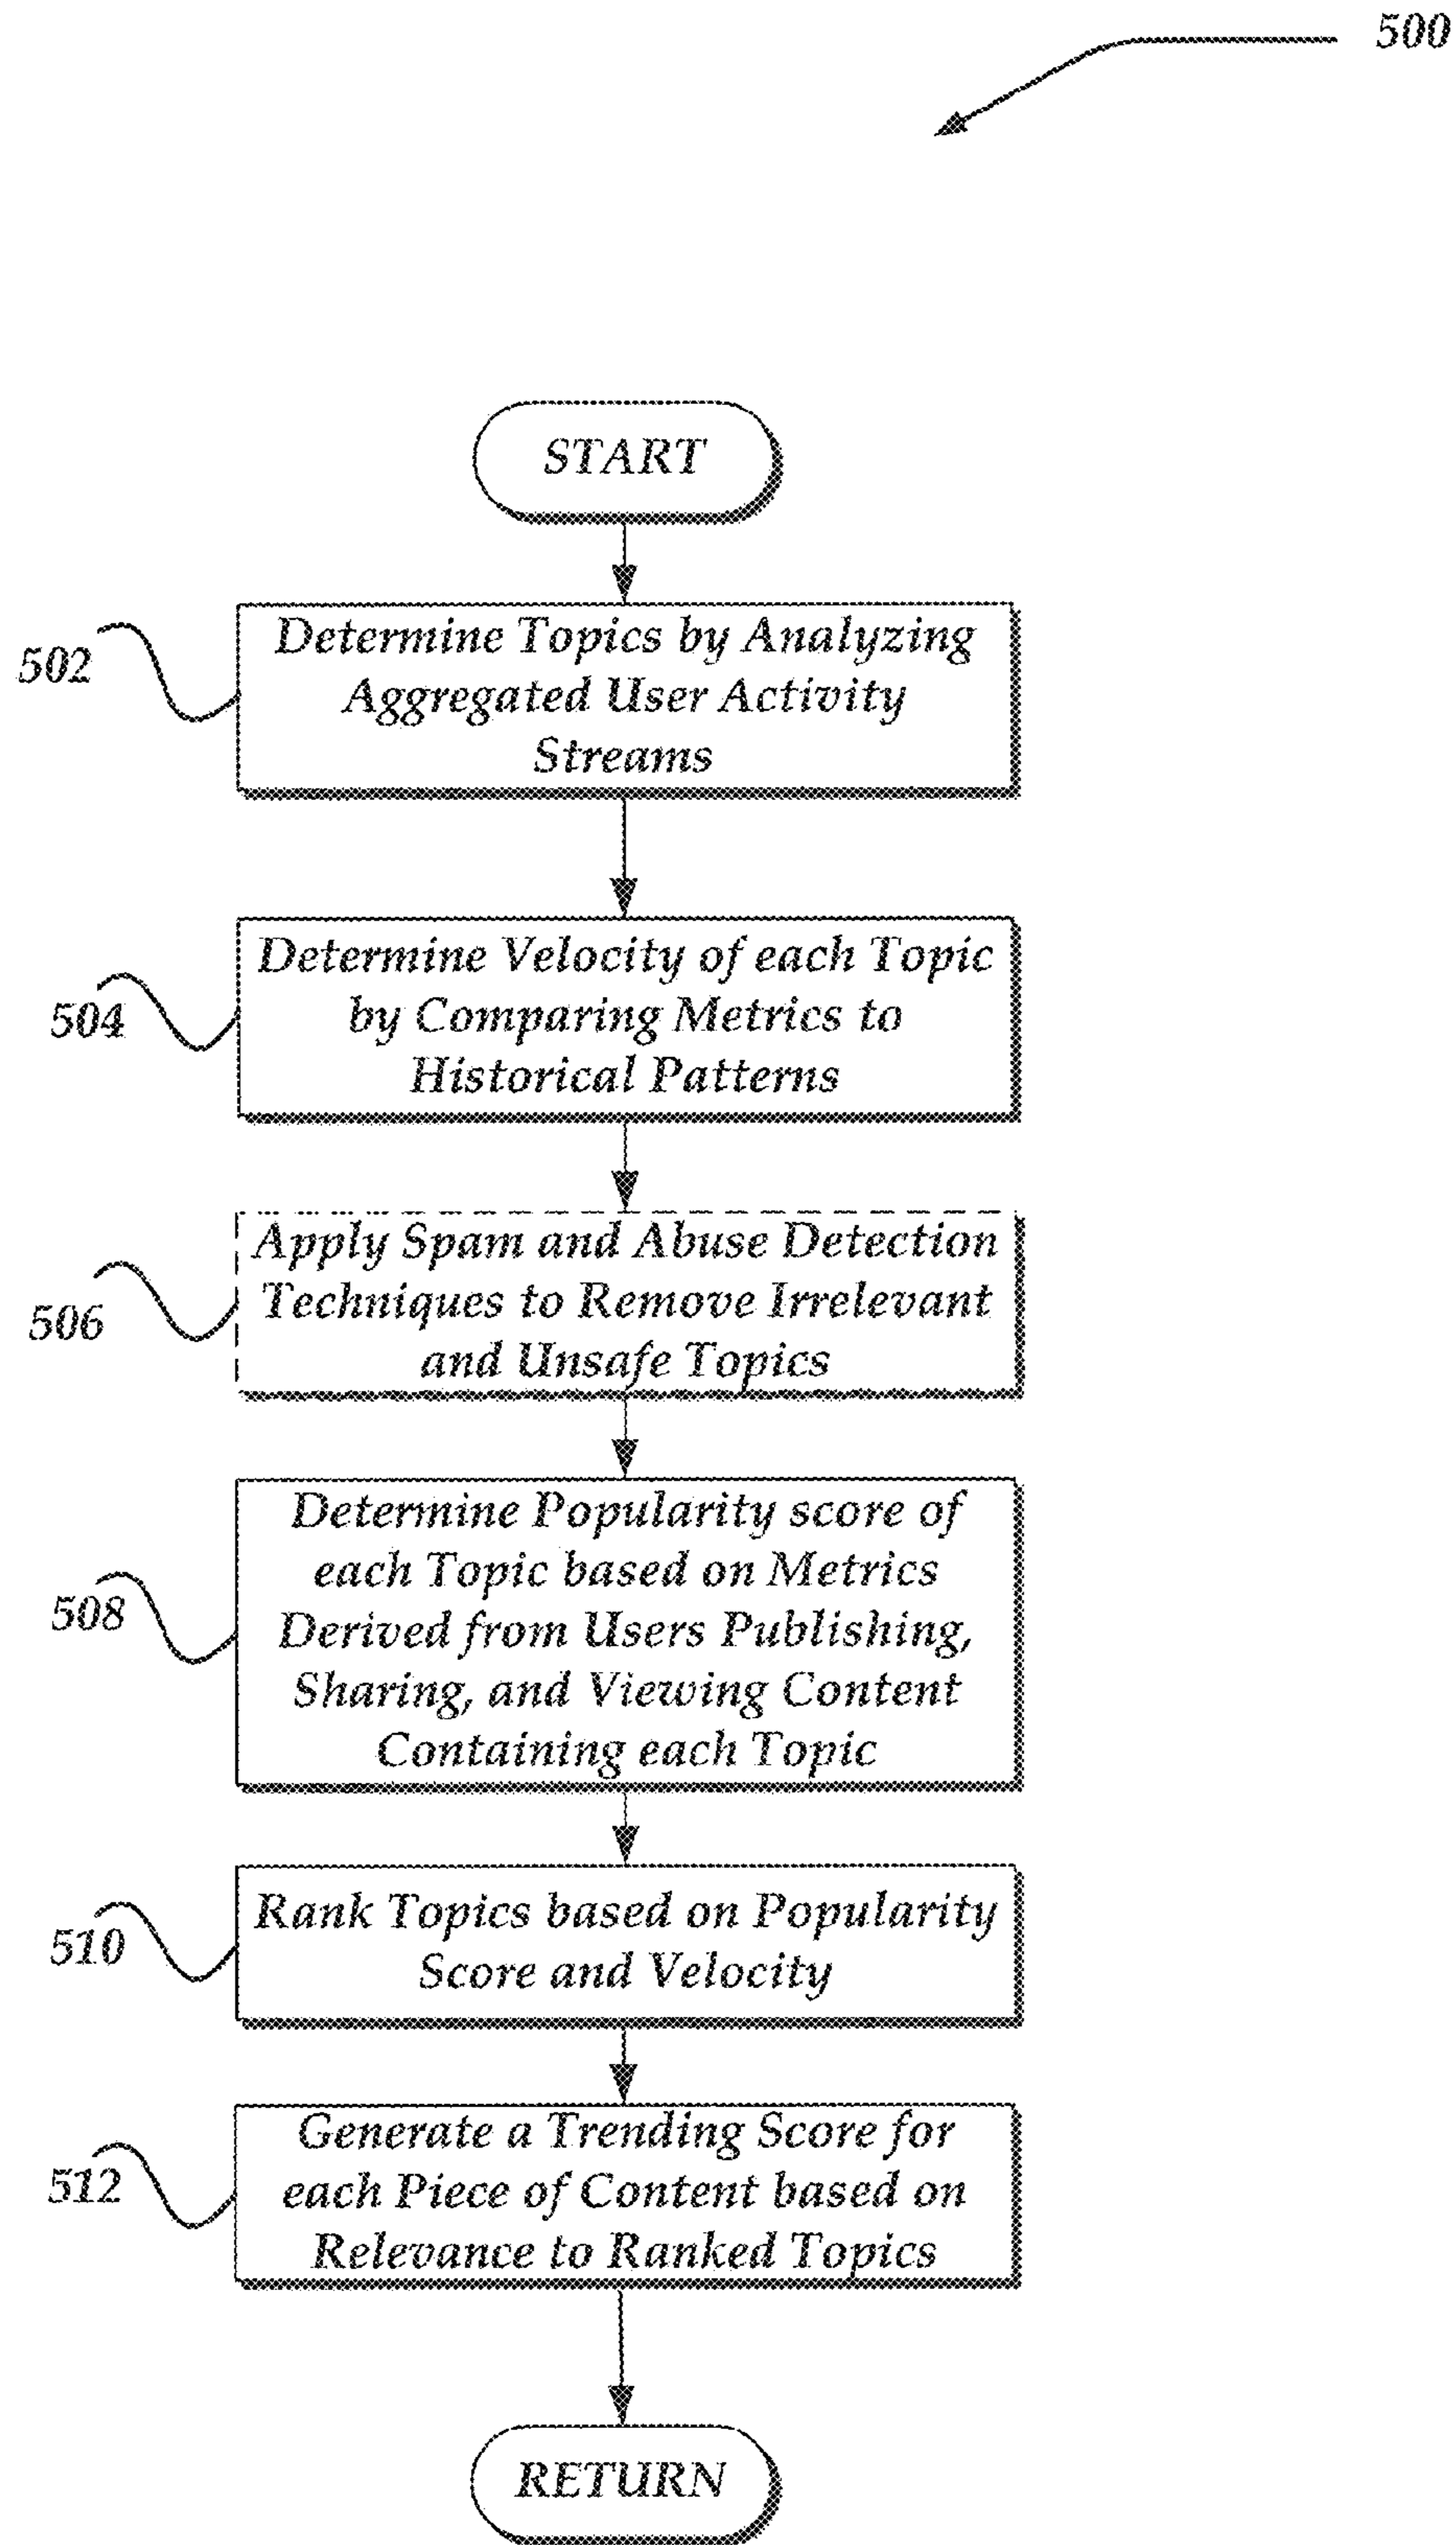 500
START
502
Determine Topics by Analyzing
Aggregated User Activity
Streams
504
Determine Velocity of each Topic
by Comparing Metrics to
Historical Patterns
506
Apply Spam and Abuse Detection
Techniques to Remove Irrelevant
and Unsafe Topics
508
Determine Popularity score of
each Topic based on Metrics
Derived from Users Publishing,
Sharing, and Viewing Content
Containing each Topic
510
Rank Topics based on Popularity
Score and Velocity
512
Generate a Trending Score for
each Piece of Content based on
Relevance to Ranked Topics
RETURN